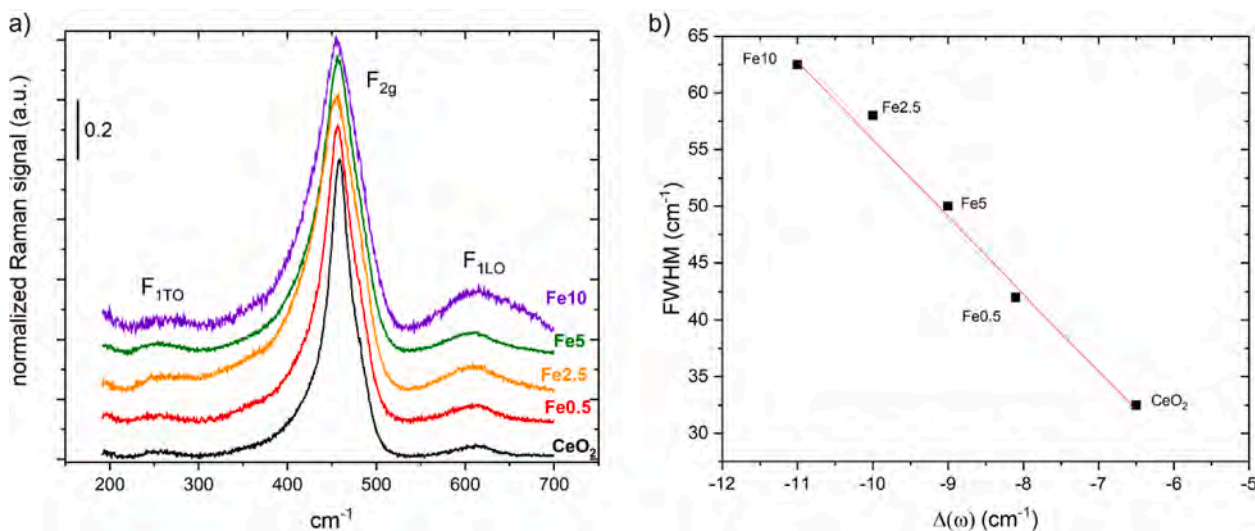 a)
normalized Raman signal (a.u.)
0.2
F2g
F1TO
F1LO
Fe10
Fe5
Fe2.5
Fe0.5
CeO2
200 300 400 500 600 700
cm-1
b)
FWHM (cm-1)
65
60
55
50
45
40
35
30
Fe10
Fe2.5
Fe5
Fe0.5
CeO2
-12 -11 -10 -9 -8 -7 -6 -5
Δ(ω) (cm-1)